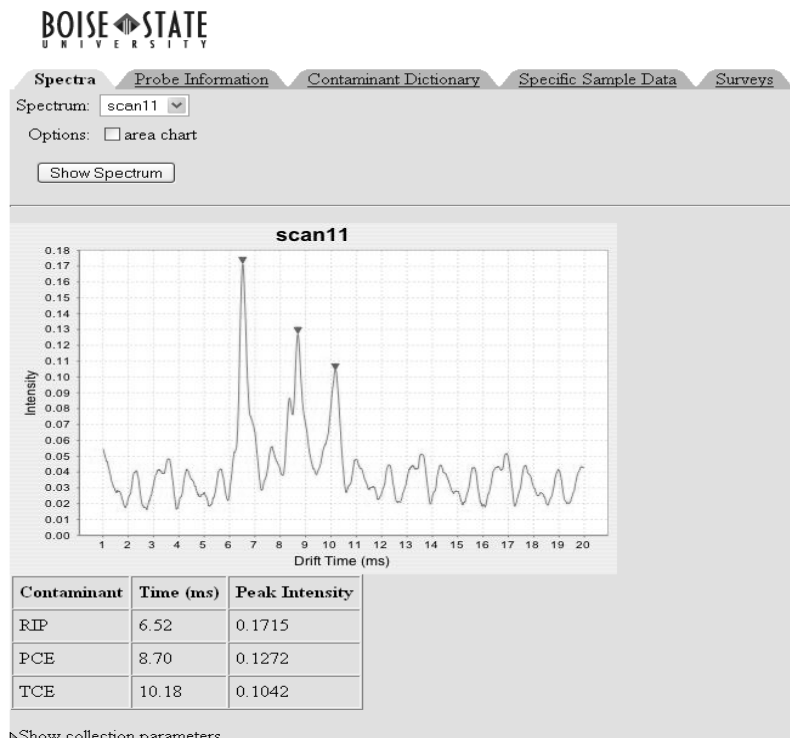 BOISE STATE
UNIVERSITY
Spectra Probe Information Contaminant Dictionary Specific Sample Data Surveys
Spectrum: scan11
Options: area chart
Show Spectrum
scan11
0.18
0.17
0.16
0.15
0.14
0.13
0.12
0.11
0.10
0.09
0.08
0.07
0.06
0.05
0.04
0.03
0.02
0.01
0.00
Intensity
1 2 3 4 5 6 7 8 9 10 11 12 13 14 15 16 17 18 19 20
Drift Time (ms)
Contaminant Time (ms) Peak Intensity
RIP 6.52 0.1715
PCE 8.70 0.1272
TCE 10.18 0.1042
Show collection parameters